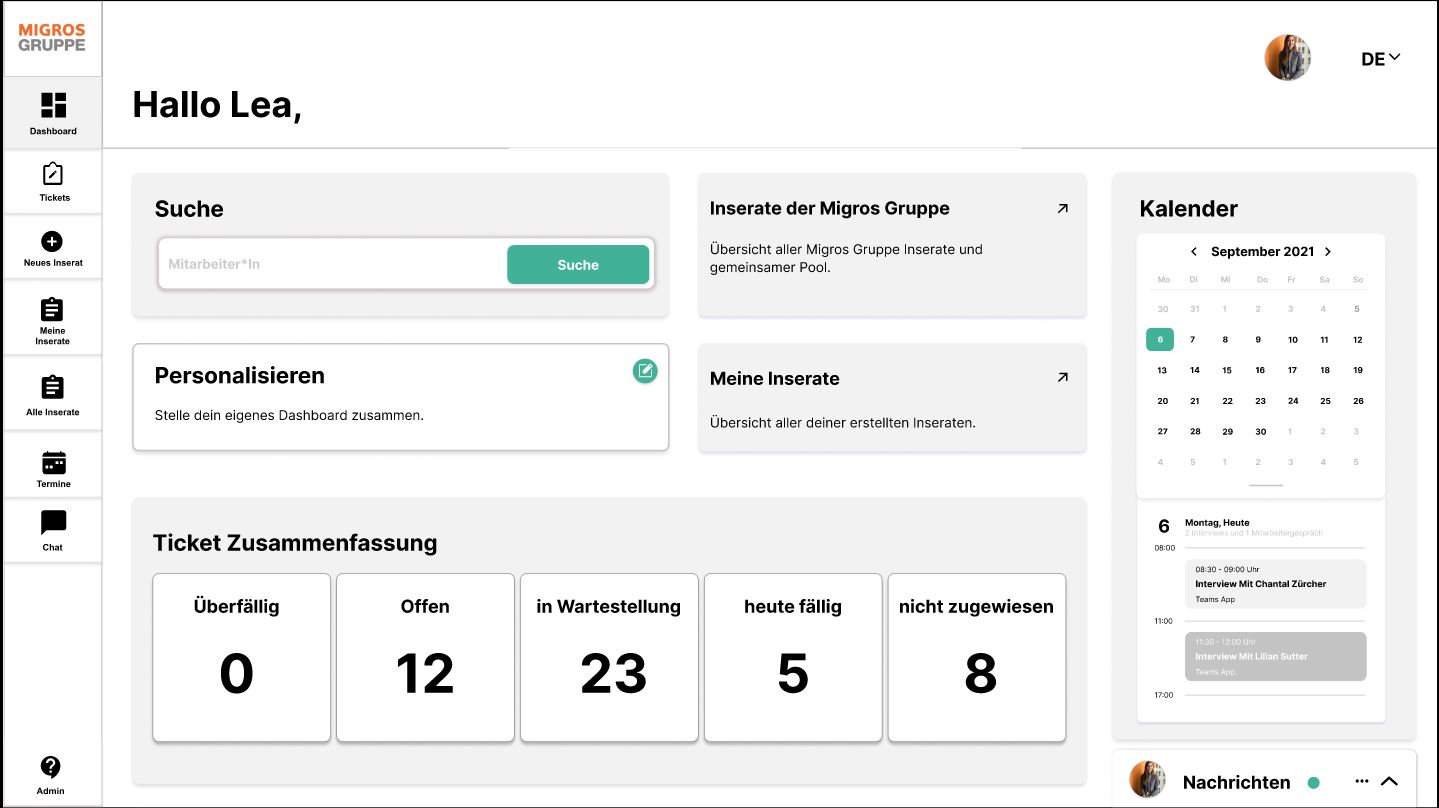 MIGROS
GRUPPE
Dashboard
Tickets
Neues Inserat
Meine
Inserate
Alle Inserate
Termine
Chat
Admin
DE
Hallo Lea,
Suche
Mitarbeiter*In
Suche
Personalisieren
Stelle dein eigenes Dashboard zusammen.
Inserate der Migros Gruppe
Übersicht aller Migros Gruppe Inserate und
gemeinsamer Pool.
Meine Inserate
Übersicht aller deiner erstellten Inseraten.
Ticket Zusammenfassung
Überfällig
0
Offen
12
in Wartestellung
23
heute fällig
5
nicht zugewiesen
8
Kalender
September 2021
Mo Di Mi Do Fr Sa So
30 31 1 2 3 4 5
6 7 8 9 10 11 12
13 14 15 16 17 18 19
20 21 22 23 24 25 26
27 28 29 30 1 2 3
4 5 1 2 3 4 5
6
Montag, Heute
2 Interviews und 1 Mitarbeitergespräch
08:00
08:30 - 09:00 Uhr
Interview Mit Chantal Zürcher
Teams App
11:00
11:30 - 12:00 Uhr
Interview Mit Lilian Sutter
Teams App
17:00
Nachrichten